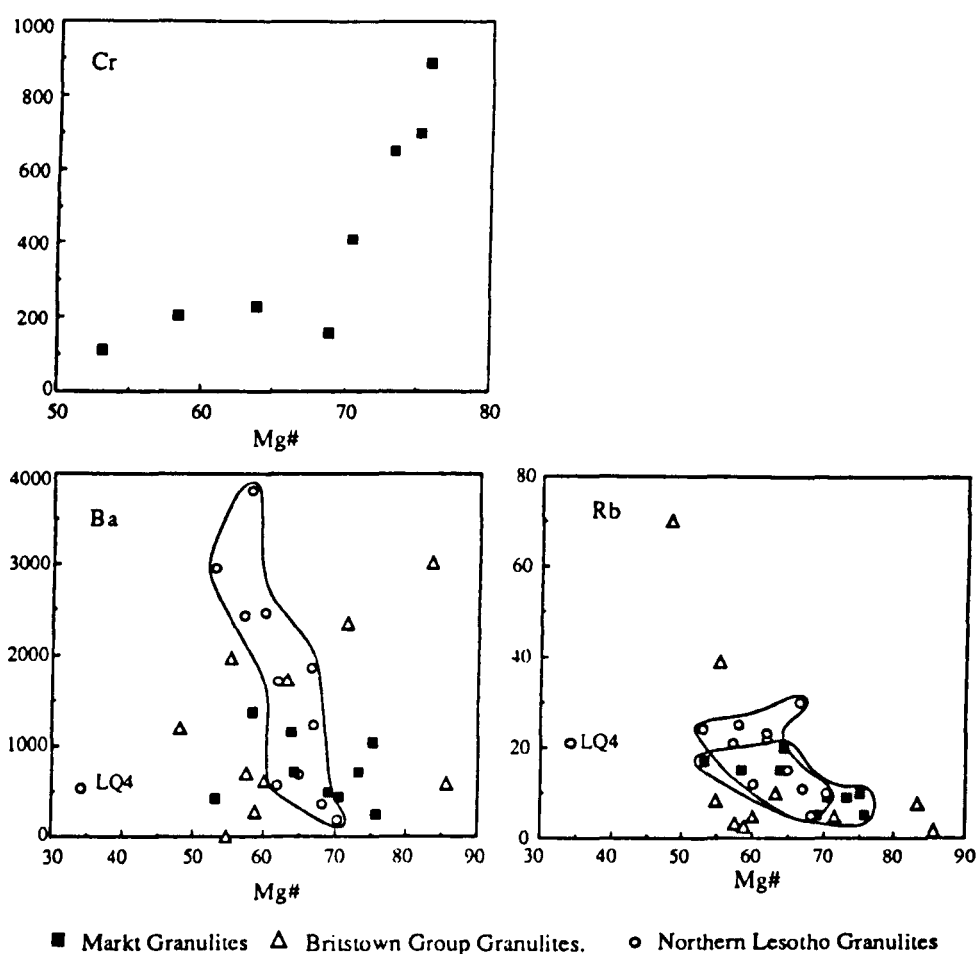 1000
Cr
800
600
400
200
0
50 60 70 80
Mg#
4000
Ba
3000
2000
1000
LQ4
0
30 40 50 60 70 80 90
Mg#
80
Rb
60
40
20
LQ4
0
30 40 50 60 70 80 90
Mg#
Markt Granulites Britstown Group Granulites. Northern Lesotho Granulites